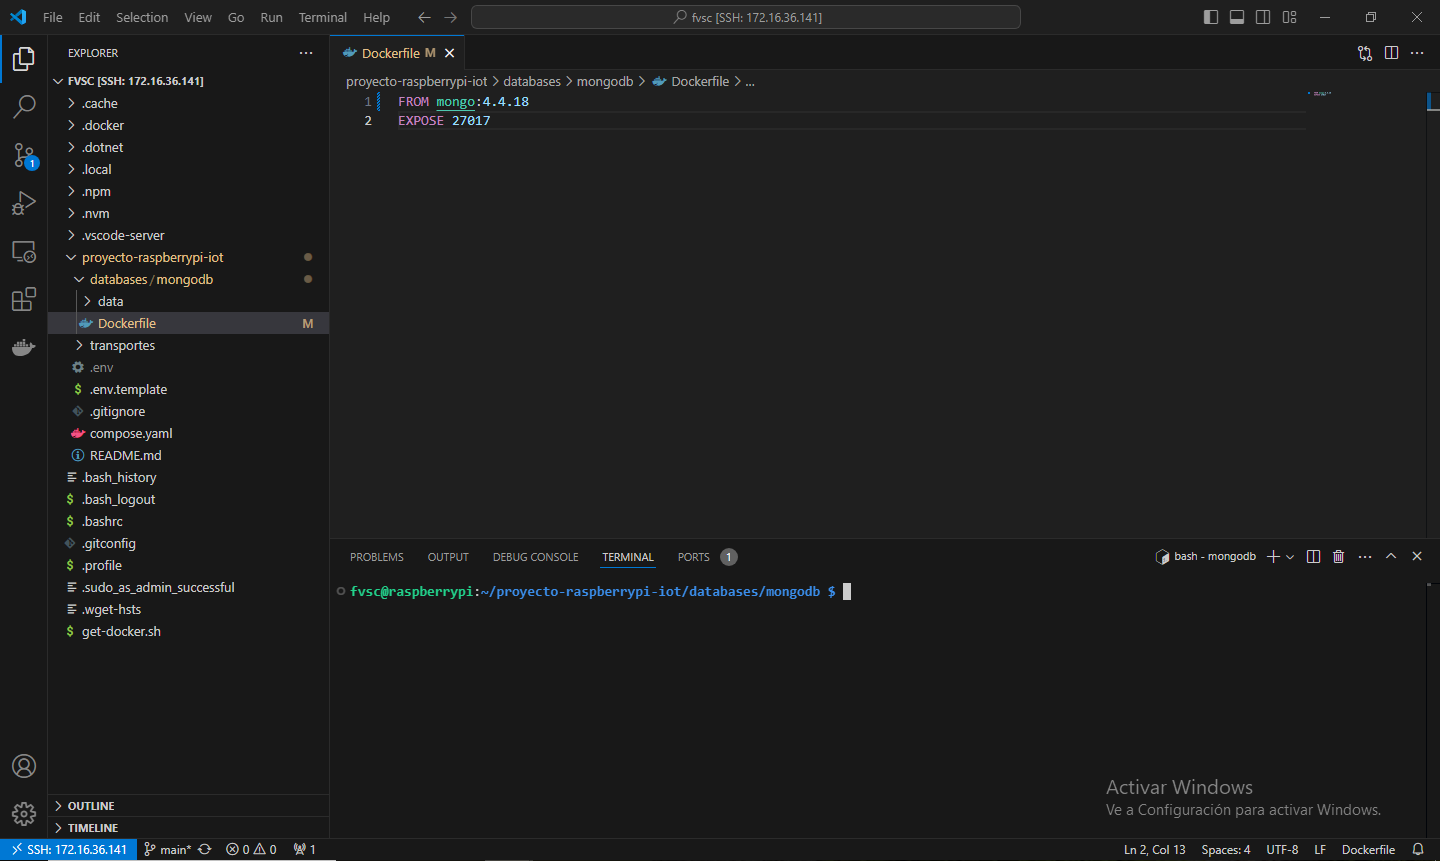 File Edit Selection View Go Run Terminal Help
fvsc [SSH: 172.16.36.141]
EXPLORER
FVSC [SSH: 172.16.36.141]
.cache
.docker
.dotnet
.local
.npm
.nvm
.vscode-server
proyecto-raspberrypi-iot
databases/mongodb
data
Dockerfile M
transportes
.env
.env.template
.gitignore
compose.yaml
README.md
.bash_history
.bash_logout
.bashrc
.gitconfig
.profile
.sudo_as_admin_successful
.wget-hsts
get-docker.sh
OUTLINE
TIMELINE
1
Dockerfile M
proyecto-raspberrypi-iot > databases > mongodb > Dockerfile > ...
1 FROM mongo:4.4.18
2 EXPOSE 27017
PROBLEMS OUTPUT DEBUG CONSOLE TERMINAL PORTS 1
bash - mongodb
fvsc@raspberrypi:~/proyecto-raspberrypi-iot/databases/mongodb $
Activar Windows
Ve a Configuración para activar Windows.
SSH: 172.16.36.141 main* 0 0 1
Ln 2, Col 13 Spaces: 4 UTF-8 LF Dockerfile